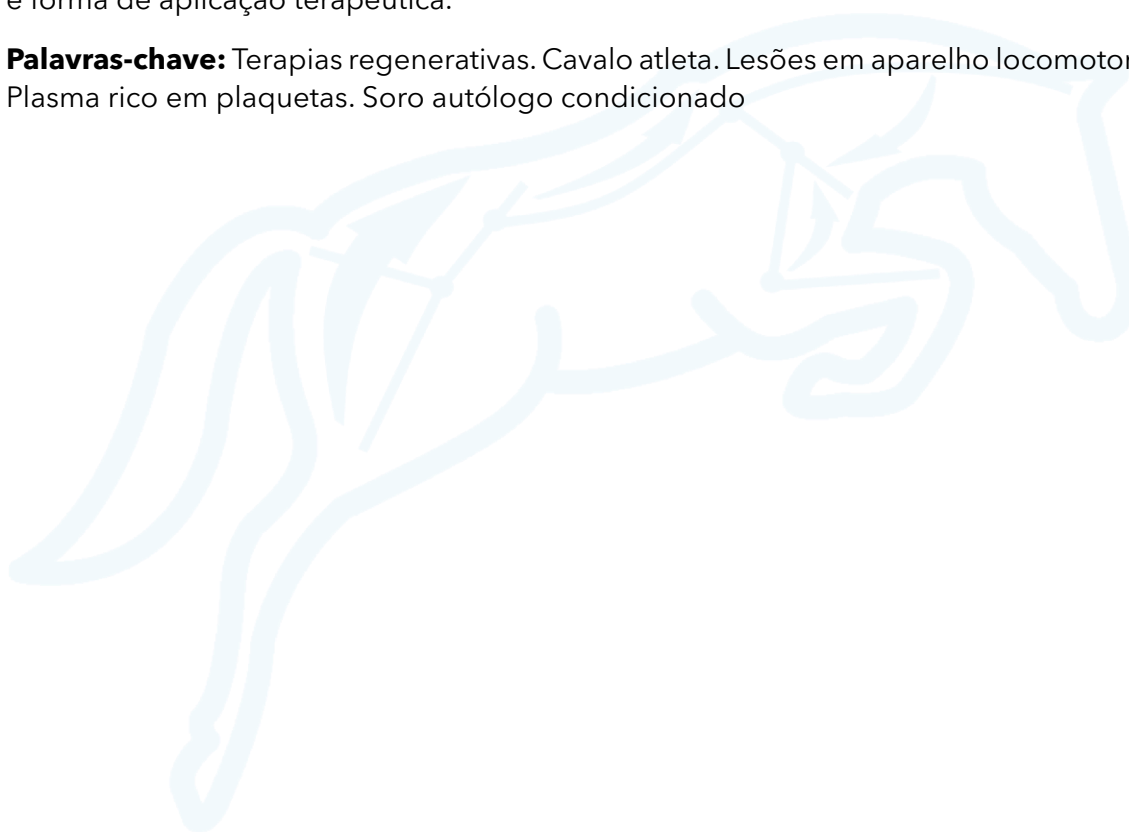 e forma de aplicação terapêutica.
Palavras-chave: Terapias regenerativas. Cavalo atleta. Lesões em aparelho locomotor
Plasma rico em plaquetas. Soro autólogo condicionado